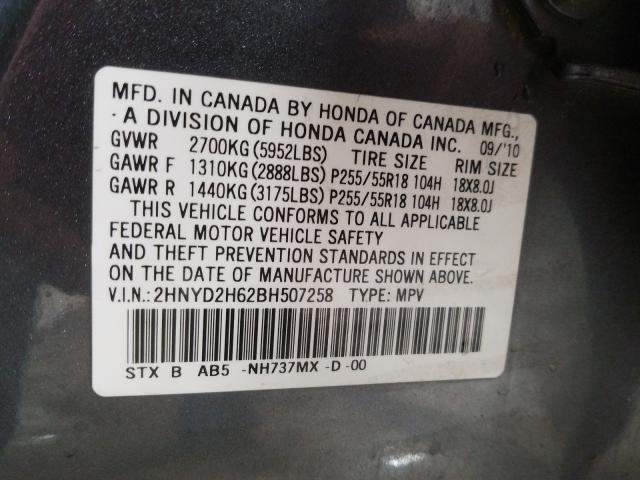 MFD. IN CANADA BY HONDA OF CANADA MFG.,
· A DIVISION OF HONDA CANADA INC. 09/'10
GVWR 2700KG (5952LBS) TIRE SIZE RIM SIZE
GAWR F 1310KG (2888LBS) P255/55R18 104H 18X8.0J
GAWR R 1440KG (3175LBS) P255/55R18 104H 18X8.0J
THIS VEHICLE CONFORMS TO ALL APPLICABLE
FEDERAL MOTOR VEHICLE SAFETY
AND THEFT PREVENTION STANDARDS IN EFFECT
ON THE DATE OF MANUFACTURE SHOWN ABOVE.
V.I.N.: 2HNYD2H62BH507258 TYPE: MPV
STX B AB5 -NH737MX -D -00